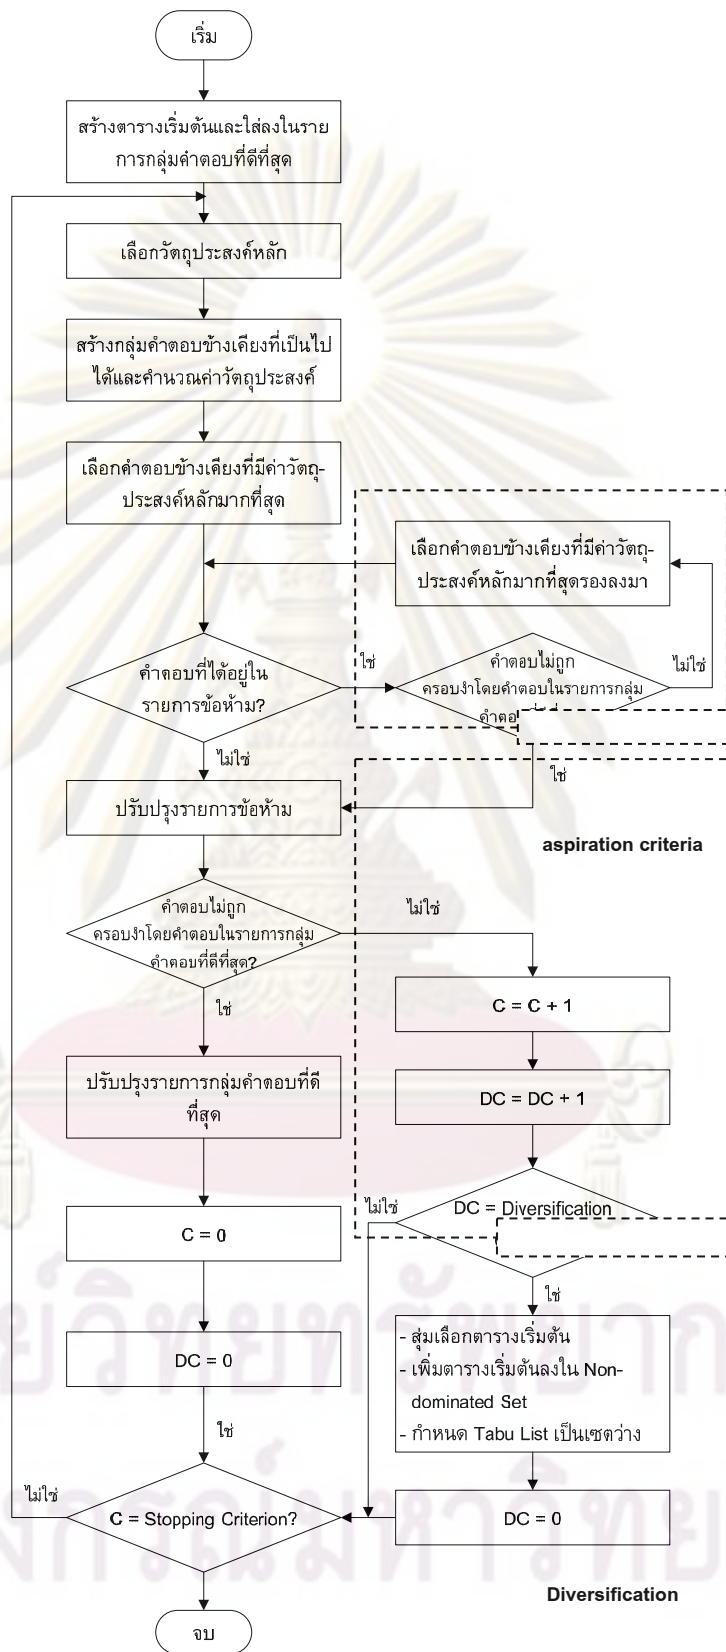 เริ่ม
สร้างตารางเริ่มต้นและใส่ลงในราย
การกลุ่มคำตอบที่ดีที่สุด
เลือกวัตถุประสงค์หลัก
สร้างกลุ่มคำตอบข้างเคียงที่เป็นไป
ได้และคำนวณค่าวัตถุประสงค์
เลือกคำตอบข้างเคียงที่มีค่าวัตถุ-
ประสงค์หลักมากที่สุด
เลือกคำตอบข้างเคียงที่มีค่าวัตถุ-
ประสงค์หลักมากที่สุดรองลงมา
คำตอบที่ได้อยู่ใน
รายการข้อห้าม?
ใช่
คำตอบไม่ถูก
ครอบงำโดยคำตอบในรายการกลุ่ม
ไม่ใช่
ไม่ใช่
ใช่
ปรับปรุงรายการข้อห้าม
aspiration criteria
คำตอบไม่ถูก
ครอบงำโดยคำตอบในรายการกลุ่ม
คำตอบที่ดีที่สุด?
ไม่ใช่
ใช่
C = C + 1
ปรับปรุงรายการกลุ่มคำตอบที่ดี
ที่สุด
DC = DC + 1
ไม่ใช่
DC = Diversification
C = 0
ใช่
- สุ่มเลือกตารางเริ่มต้น
- เพิ่มตารางเริ่มต้นลงใน Non-
dominated Set
- กำหนด Tabu List เป็นเซตว่าง
DC = 0
ใช่
ไม่ใช่
C = Stopping Criterion?
DC = 0
Diversification
จบ
ย์วิทยทรัพยาก
งกรณ์มหาวิทย